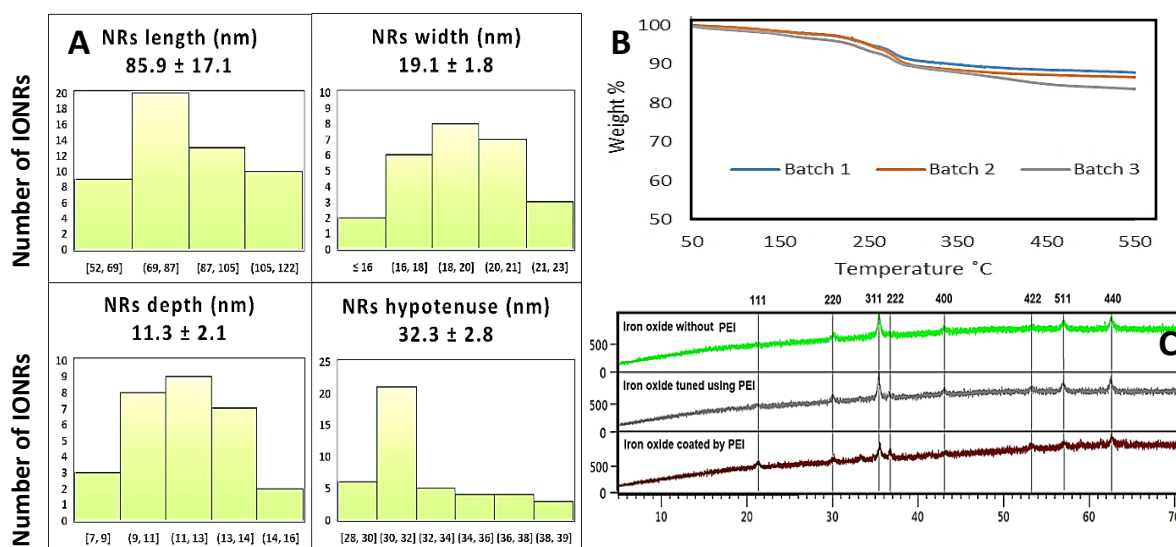 A
NRs length (nm)
85.9 ± 17.1
Number of IONRs
20
18
16
14
12
10
8
6
4
2
0
[52, 69] (69, 87] (87, 105] (105, 122]
NRs width (nm)
19.1 ± 1.8
10
9
8
7
6
5
4
3
2
1
0
≤ 16 (16, 18] (18, 20] (20, 21] (21, 23]
NRs depth (nm)
11.3 ± 2.1
Number of IONRs
10
9
8
7
6
5
4
3
2
1
0
[7, 9] (9, 11] (11, 13] (13, 14] (14, 16]
NRs hypotenuse (nm)
32.3 ± 2.8
25
20
15
10
5
0
[28, 30] (30, 32] (32, 34] (34, 36] (36, 38] (38, 39]
B
Weight %
100
90
80
70
60
50
Batch 1 Batch 2 Batch 3
50 150 250 350 450 550
Temperature ˚C
111 220 311 222 400 422 511 440
C
Iron oxide without PEI
500
0
Iron oxide tuned using PEI
500
0
Iron oxide coated by PEI
500
0
10 20 30 40 50 60 70